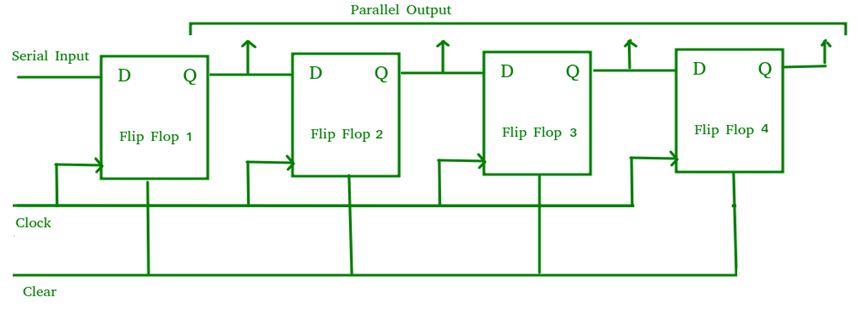 Parallel Output
Serial Input
D Q
D Q
D Q
D Q
Flip Flop 1
Flip Flop 2
Flip Flop 3
Flip Flop 4
Clock
Clear